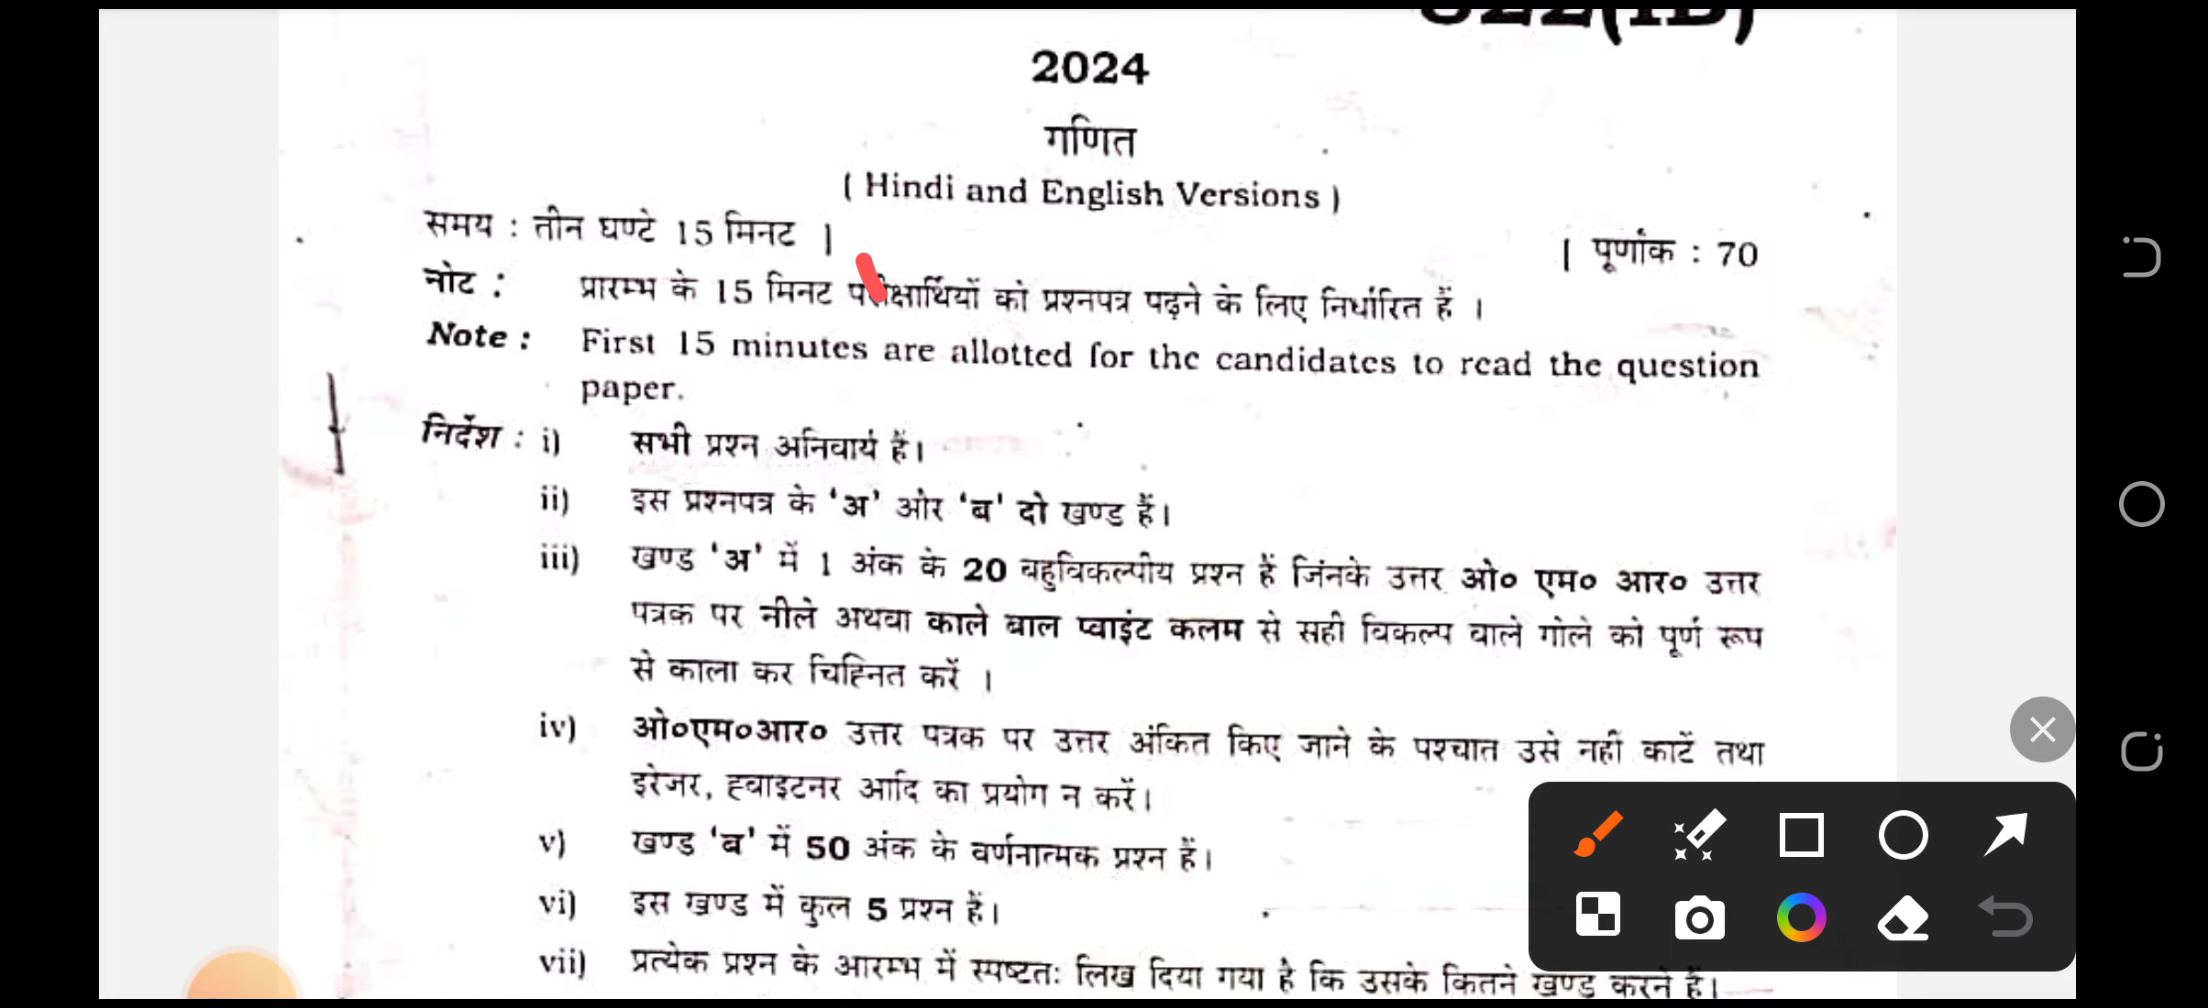 2024
गणित
( Hindi and English Versions )
समय : तीन घण्टे 15 मिनट |
| पूर्णांक : 70
नोट : प्रारम्भ के 15 मिनट परीक्षार्थियों को प्रश्नपत्र पढ़ने के लिए निर्धारित हैं ।
Note : First 15 minutes are allotted for the candidates to read the question
paper.
निर्देश : i) सभी प्रश्न अनिवार्य हैं।
ii) इस प्रश्नपत्र के 'अ' और 'ब' दो खण्ड हैं।
iii) खण्ड 'अ' में 1 अंक के 20 बहुविकल्पीय प्रश्न हैं जिनके उत्तर ओ० एम० आर० उत्तर
पत्रक पर नीले अथवा काले बाल प्वाइंट कलम से सही विकल्प वाले गोले को पूर्ण रूप
से काला कर चिह्नित करें ।
iv) ओ०एम०आर० उत्तर पत्रक पर उत्तर अंकित किए जाने के पश्चात उसे नहीं काटें तथा
इरेजर, ह्वाइटनर आदि का प्रयोग न करें।
v) खण्ड 'ब' में 50 अंक के वर्णनात्मक प्रश्न हैं।
vi) इस खण्ड में कुल 5 प्रश्न हैं।
vii) प्रत्येक प्रश्न के आरम्भ में स्पष्टतः लिख दिया गया है कि उसके कितने खण्ड करने हैं।